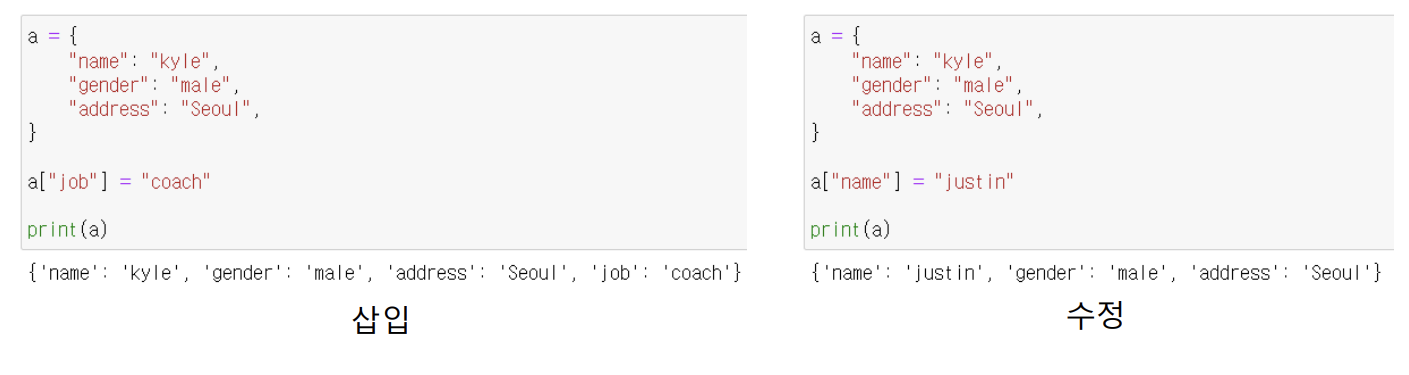 a = {
    "name": "kyle",
    "gender": "male",
    "address": "Seoul",
}
a["job"] = "coach"
print(a)
{'name': 'kyle', 'gender': 'male', 'address': 'Seoul', 'job': 'coach'}
삽입
a = {
    "name": "kyle",
    "gender": "male",
    "address": "Seoul",
}
a["name"] = "justin"
print(a)
{'name': 'justin', 'gender': 'male', 'address': 'Seoul'}
수정